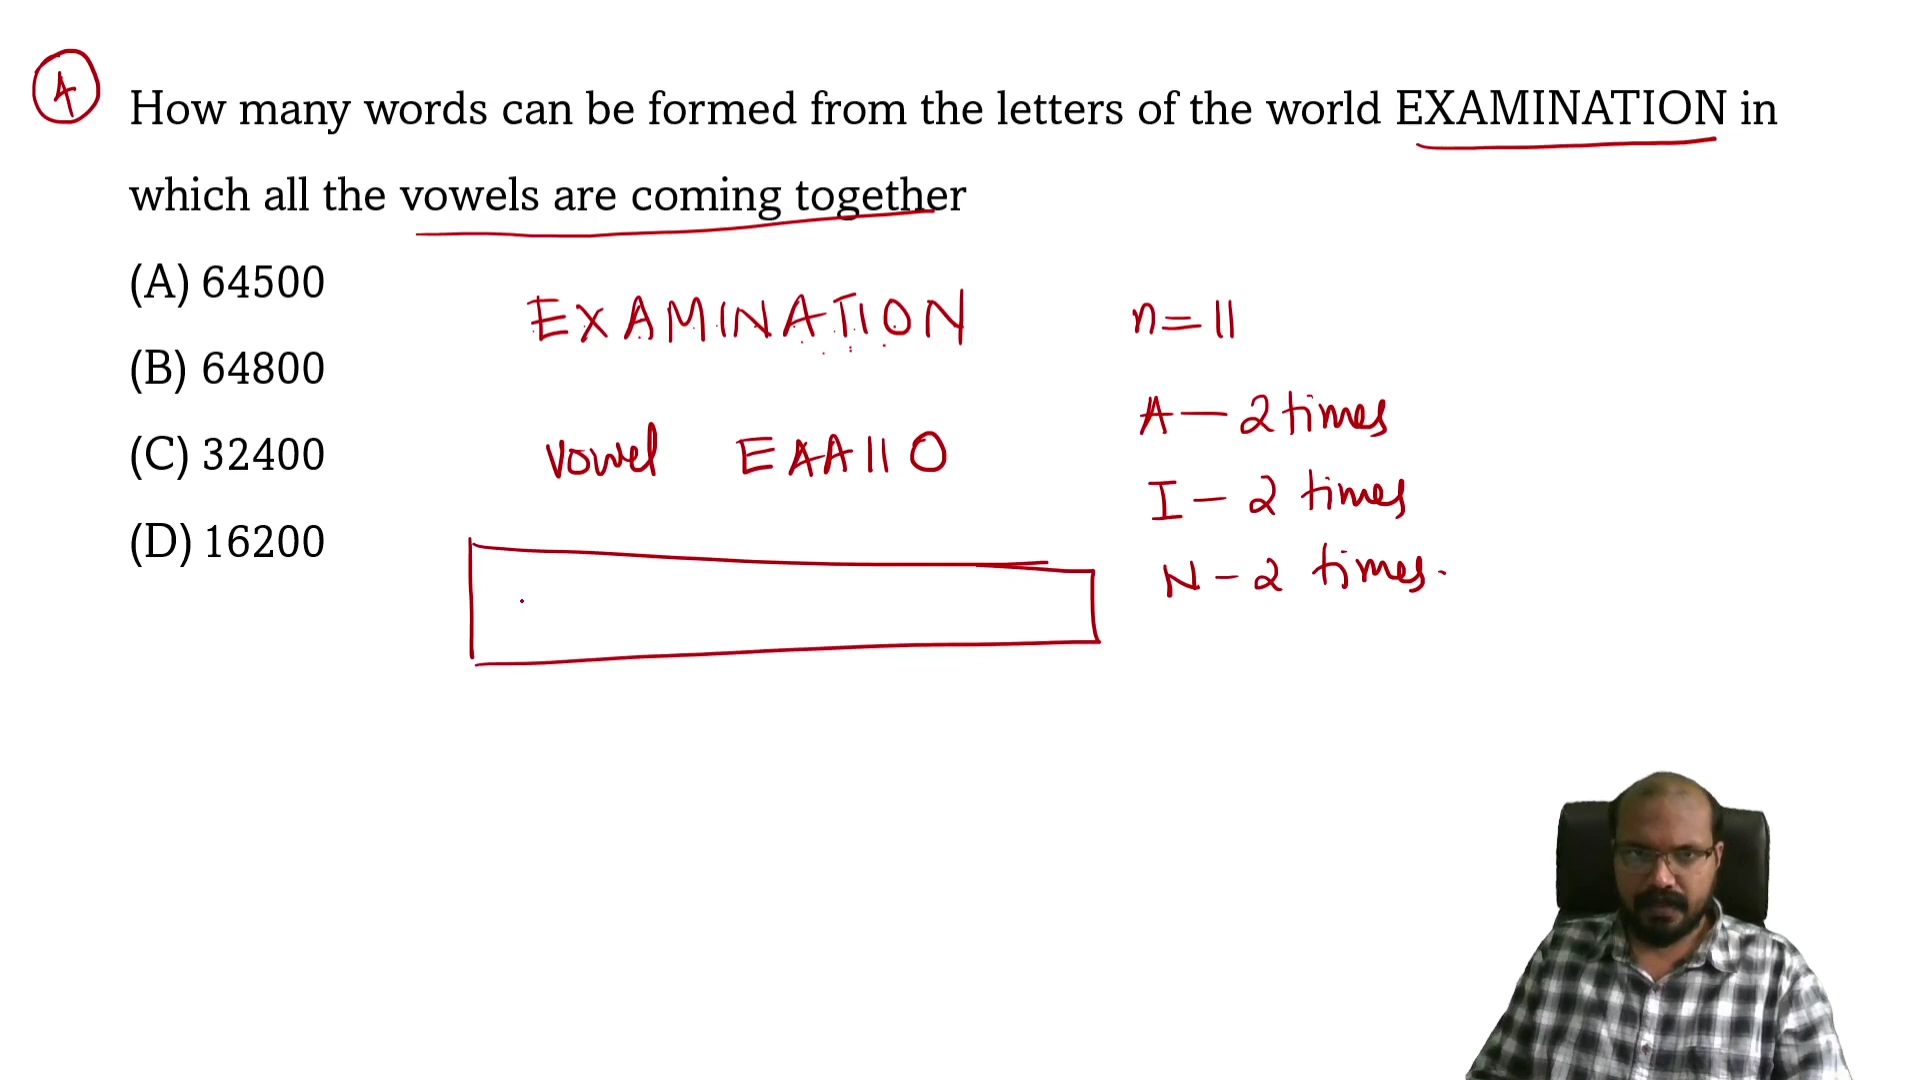 4
How many words can be formed from the letters of the world EXAMINATION in
which all the vowels are coming together
(A) 64500
(B) 64800
(C) 32400
(D) 16200
EXAMINATION
n=11
A-2 times
vowel EAAIIO
I-2 times
N-2 times.